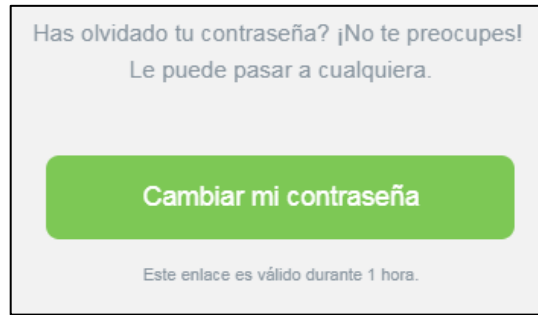 Has olvidado tu contraseña? ¡No te preocupes!
Le puede pasar a cualquiera.
Cambiar mi contraseña
Este enlace es válido durante 1 hora.